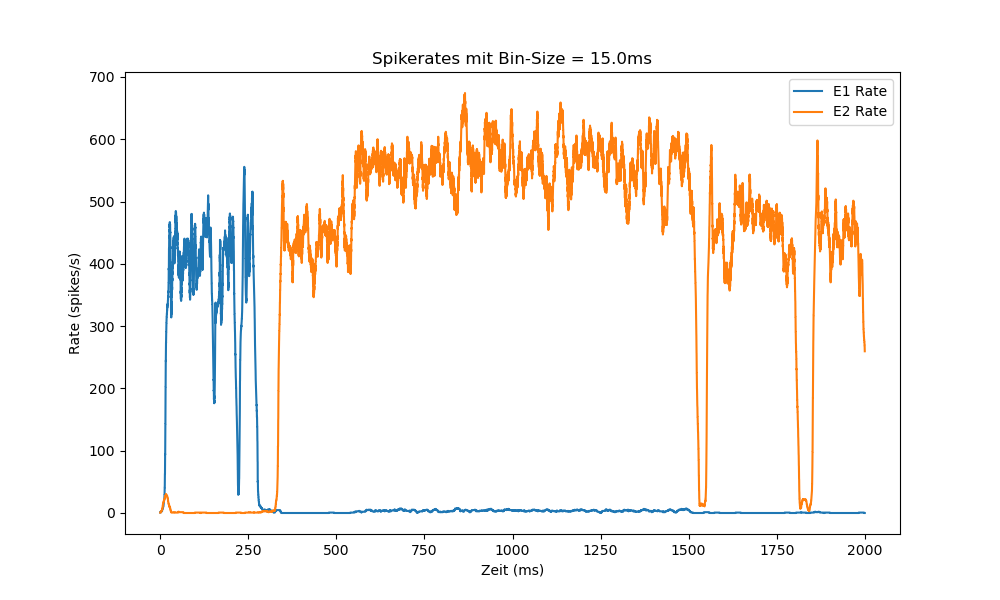 Spikerates mit Bin-Size = 15.0ms
E1 Rate
E2 Rate
700
600
500
400
300
200
100
0
Rate (spikes/s)
0 250 500 750 1000 1250 1500 1750 2000
Zeit (ms)